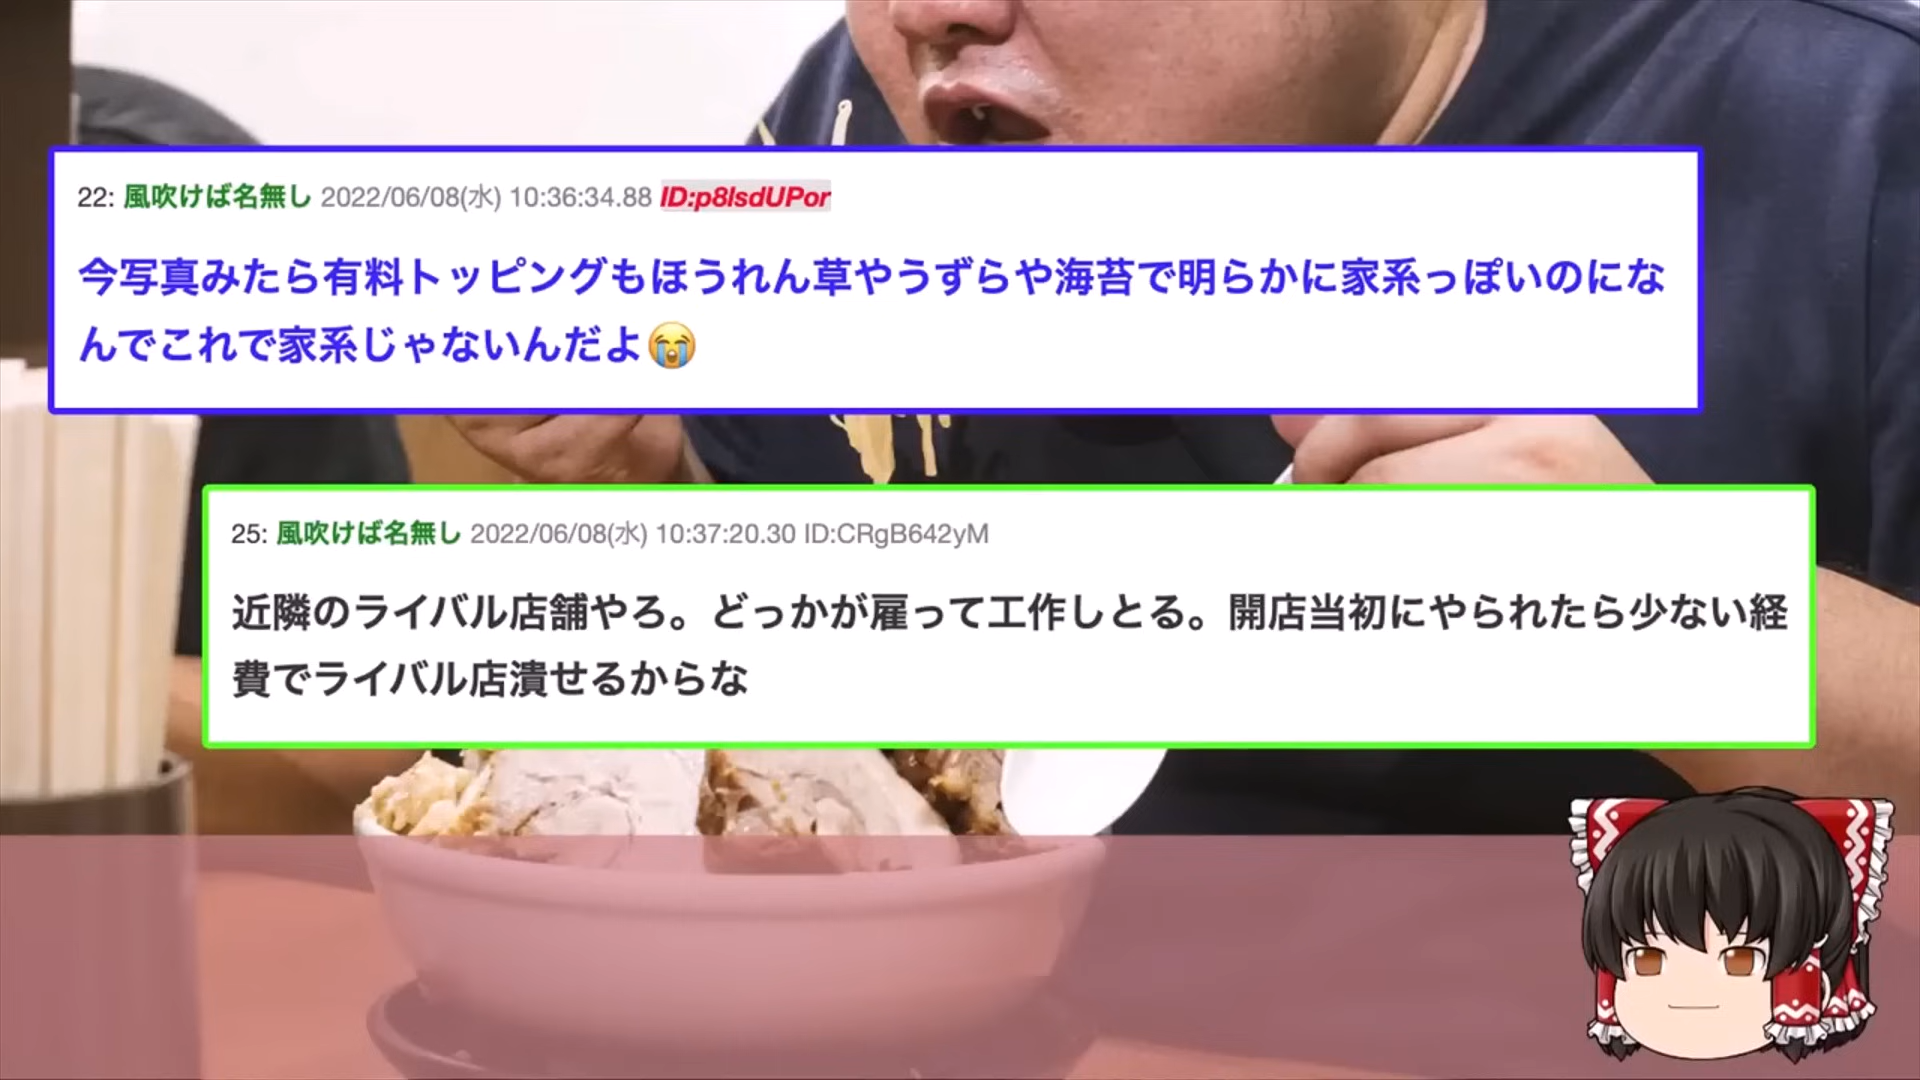 22: 風吹けば名無し 2022/06/08(水) 10:36:34.88 ID:p8lsdUPor
今写真みたら有料トッピングもほうれん草やうずらや海苔で明らかに家系っぽいのにな
んでこれで家系じゃないんだよ😭
25: 風吹けば名無し 2022/06/08(水) 10:37:20.30 ID:CRgB642yM
近隣のライバル店舗やろ。どっかが雇って工作しとる。開店当初にやられたら少ない経
費でライバル店潰せるからな